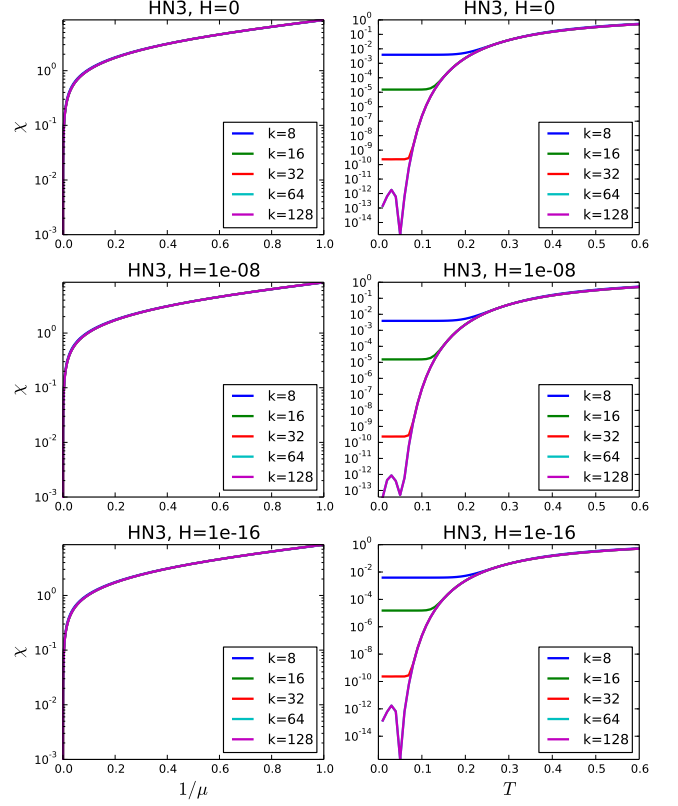 HN3, H=0
10^0
10^-1
10^-2
10^-3
χ
0.0 0.2 0.4 0.6 0.8 1.0
k=8
k=16
k=32
k=64
k=128
HN3, H=0
10^0
10^-1
10^-2
10^-3
10^-4
10^-5
10^-6
10^-7
10^-8
10^-9
10^-10
10^-11
10^-12
10^-13
10^-14
0.0 0.1 0.2 0.3 0.4 0.5 0.6
k=8
k=16
k=32
k=64
k=128
HN3, H=1e-08
10^0
10^-1
10^-2
10^-3
χ
0.0 0.2 0.4 0.6 0.8 1.0
k=8
k=16
k=32
k=64
k=128
HN3, H=1e-08
10^0
10^-1
10^-2
10^-3
10^-4
10^-5
10^-6
10^-7
10^-8
10^-9
10^-10
10^-11
10^-12
10^-13
0.0 0.1 0.2 0.3 0.4 0.5 0.6
k=8
k=16
k=32
k=64
k=128
HN3, H=1e-16
10^0
10^-1
10^-2
10^-3
χ
0.0 0.2 0.4 0.6 0.8 1.0
1/μ
k=8
k=16
k=32
k=64
k=128
HN3, H=1e-16
10^0
10^-2
10^-4
10^-6
10^-8
10^-10
10^-12
10^-14
0.0 0.1 0.2 0.3 0.4 0.5 0.6
T
k=8
k=16
k=32
k=64
k=128